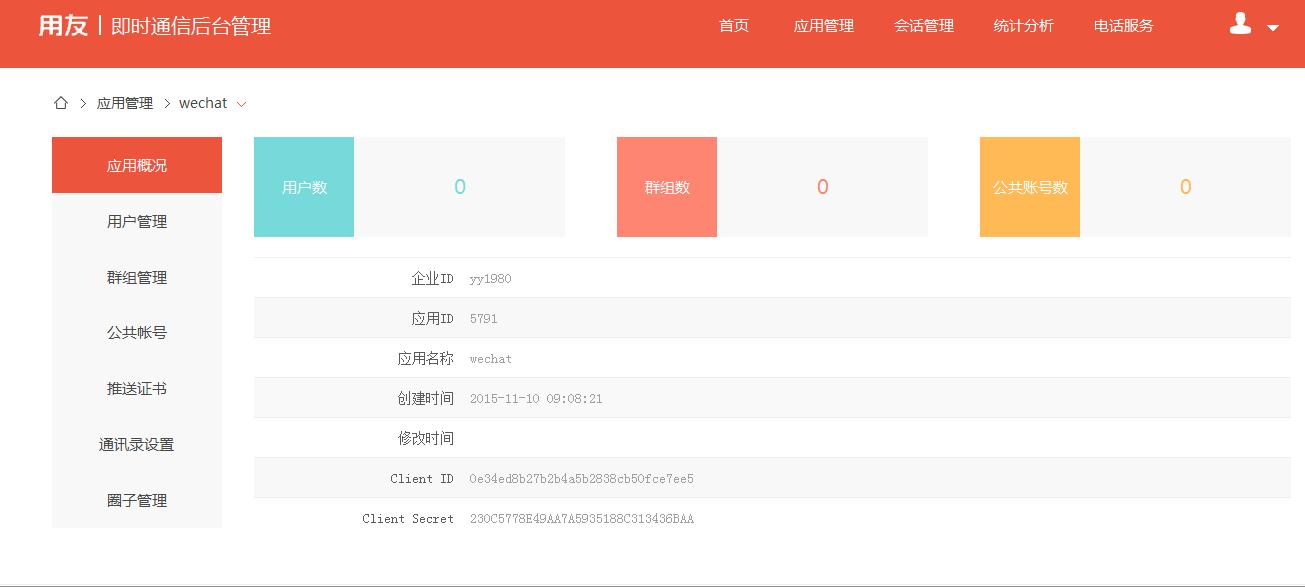 用友 | 即时通信后台管理 首页 应用管理 会话管理 统计分析 电话服务
应用管理 > wechat
应用概况
用户管理
群组管理
公共帐号
推送证书
通讯录设置
圈子管理
用户数 0
群组数 0
公共账号数 0
企业ID yy1980
应用ID 5791
应用名称 wechat
创建时间 2015-11-10 09:08:21
修改时间
Client ID 0e34ed8b27b2b4a5b2838cb50fce7ee5
Client Secret 230C5778E49AA7A5935188C313436BAA